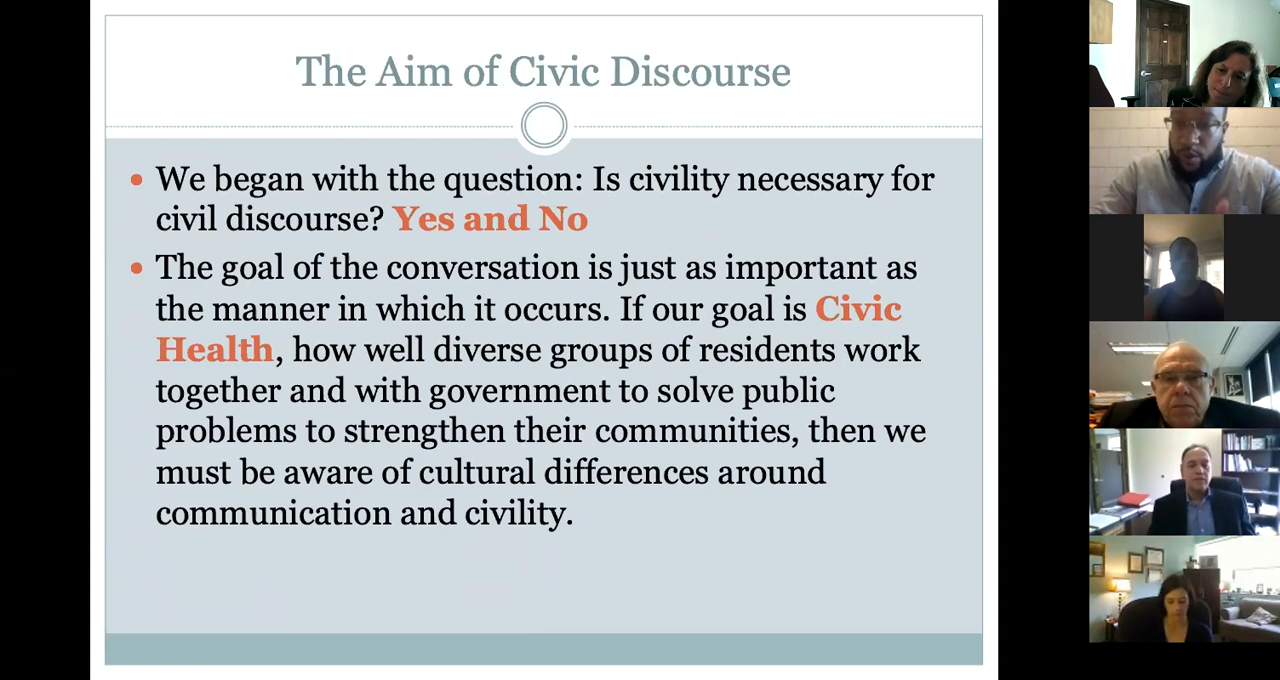 The Aim of Civic Discourse
We began with the question: Is civility necessary for
civil discourse? Yes and No
The goal of the conversation is just as important as
the manner in which it occurs. If our goal is Civic
Health, how well diverse groups of residents work
together and with government to solve public
problems to strengthen their communities, then we
must be aware of cultural differences around
communication and civility.